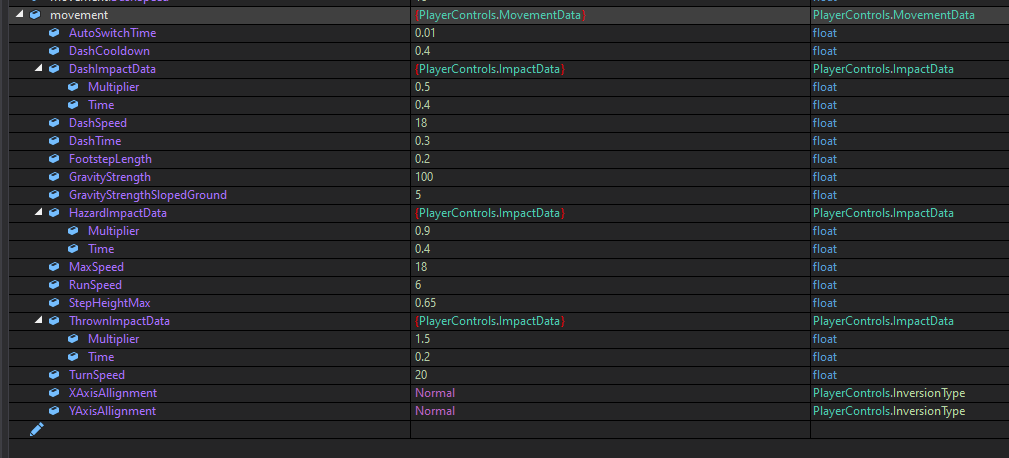 movement {PlayerControls.MovementData} PlayerControls.MovementData
AutoSwitchTime 0.01 float
DashCooldown 0.4 float
DashImpactData {PlayerControls.ImpactData} PlayerControls.ImpactData
Multiplier 0.5 float
Time 0.4 float
DashSpeed 18 float
DashTime 0.3 float
FootstepLength 0.2 float
GravityStrength 100 float
GravityStrengthSlopedGround 5 float
HazardImpactData {PlayerControls.ImpactData} PlayerControls.ImpactData
Multiplier 0.9 float
Time 0.4 float
MaxSpeed 18 float
RunSpeed 6 float
StepHeightMax 0.65 float
ThrownImpactData {PlayerControls.ImpactData} PlayerControls.ImpactData
Multiplier 1.5 float
Time 0.2 float
TurnSpeed 20 float
XAxisAllignment Normal PlayerControls.InversionType
YAxisAllignment Normal PlayerControls.InversionType